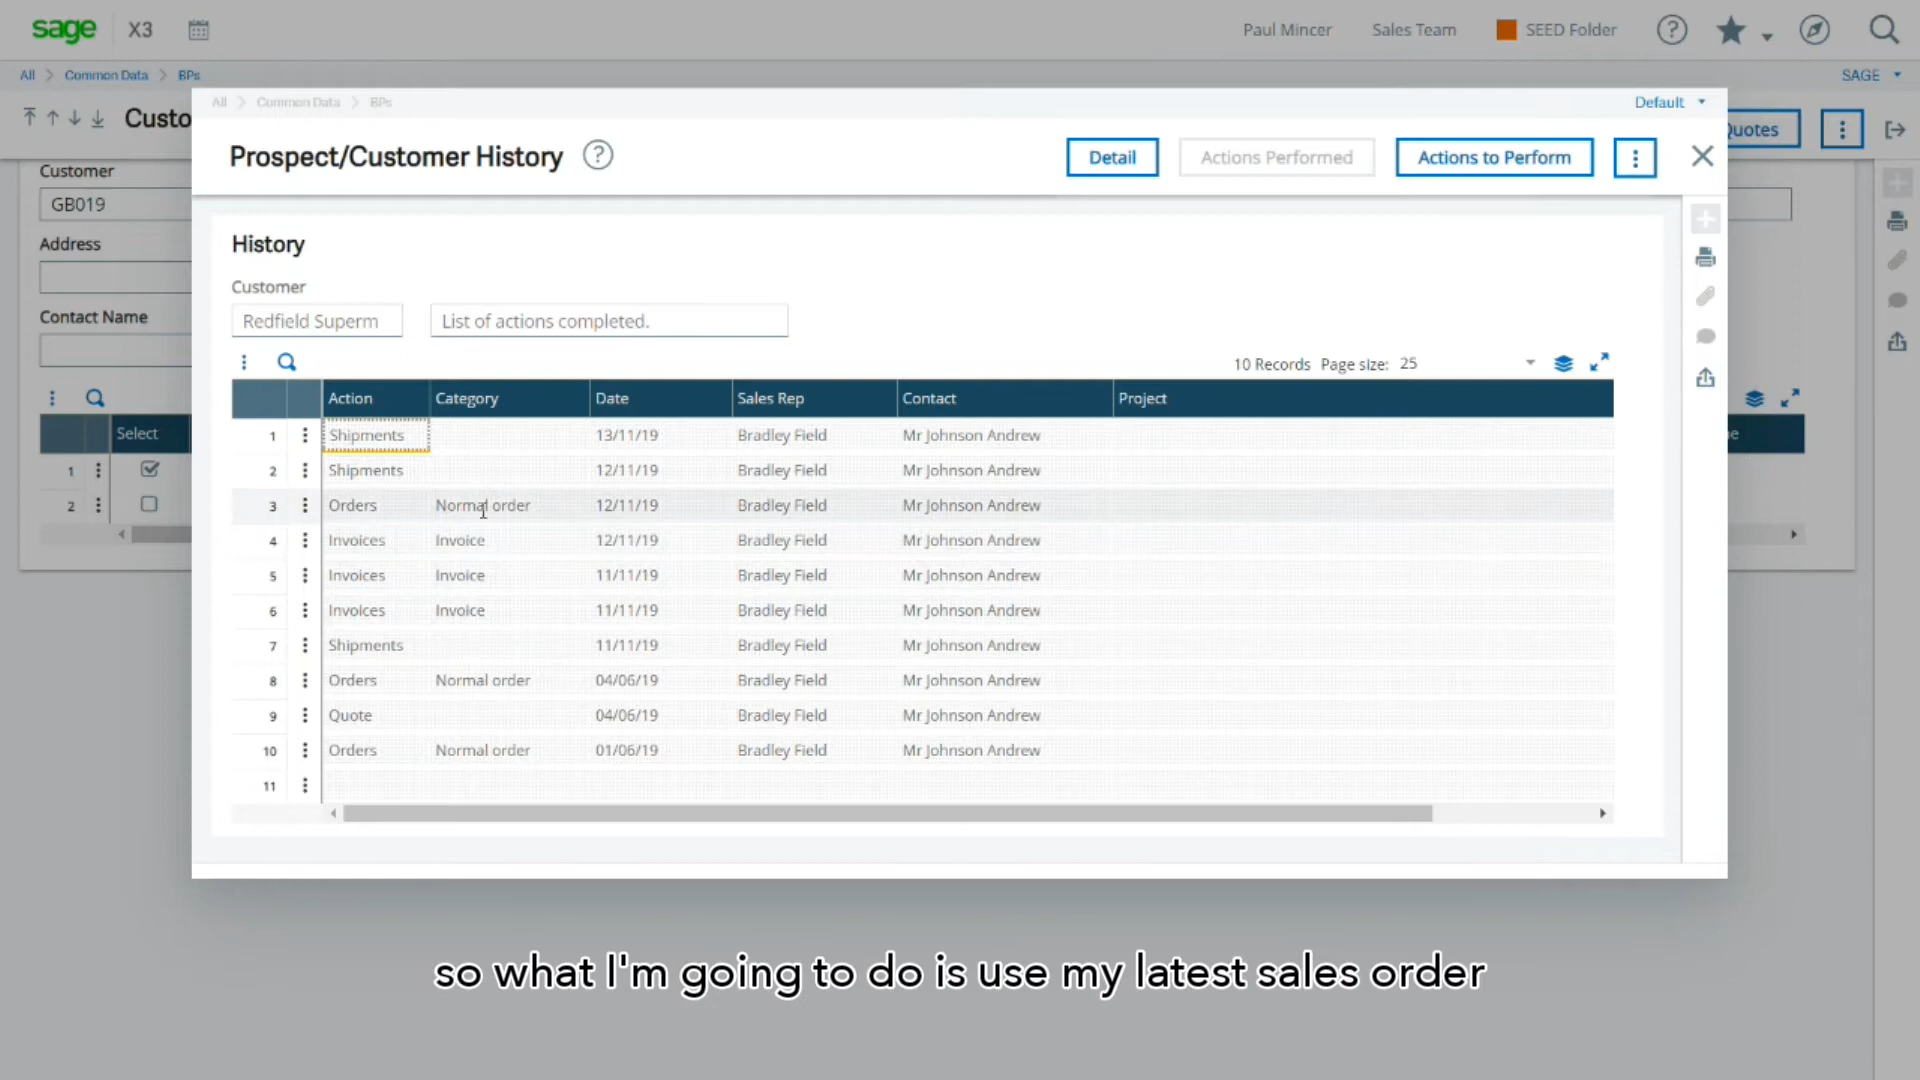 sage X3 Paul Mincer Sales Team SEED Folder
All Common Data BPs SAGE
Custo Quotes
Customer
GB019
Address
Contact Name
Select
1
2
All Common Data BPs Default
Prospect/Customer History ? Detail Actions Performed Actions to Perform
History
Customer
Redfield Superm List of actions completed.
10 Records Page size: 25
Action Category Date Sales Rep Contact Project
1 Shipments 13/11/19 Bradley Field Mr Johnson Andrew
2 Shipments 12/11/19 Bradley Field Mr Johnson Andrew
3 Orders Normal order 12/11/19 Bradley Field Mr Johnson Andrew
4 Invoices Invoice 12/11/19 Bradley Field Mr Johnson Andrew
5 Invoices Invoice 11/11/19 Bradley Field Mr Johnson Andrew
6 Invoices Invoice 11/11/19 Bradley Field Mr Johnson Andrew
7 Shipments 11/11/19 Bradley Field Mr Johnson Andrew
8 Orders Normal order 04/06/19 Bradley Field Mr Johnson Andrew
9 Quote 04/06/19 Bradley Field Mr Johnson Andrew
10 Orders Normal order 01/06/19 Bradley Field Mr Johnson Andrew
11
so what I'm going to do is use my latest sales order